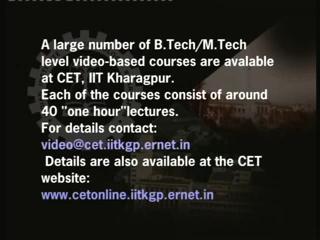 A large number of B.Tech/M.Tech
level video-based courses are avalable
at CET, IIT Kharagpur.
Each of the courses consist of around
40 "one hour"lectures.
For details contact:
video@cet.iitkgp.ernet.in
Details are also available at the CET
website:
www.cetonline.iitkgp.ernet.in